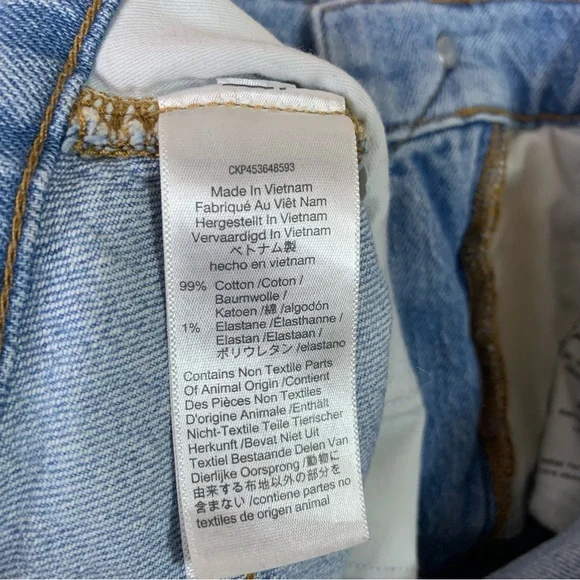 CKP453648593
Made In Vietnam
Fabriqué Au Viêt Nam
Hergestellt In Vietnam
Vervaardigd In Vietnam
ベトナム製
hecho en vietnam
99% Cotton /Coton /
Baumwolle /
Katoen /綿 /algodón
1% Elastane /Élasthanne /
Elastan /Elastaan /
ポリウレタン /elastano
Contains Non Textile Parts
Of Animal Origin /Contient
Des Pièces Non Textiles
D'origine Animale /Enthält
Nicht-Textile Teile Tierischer
Herkunft /Bevat Niet Uit
Textiel Bestaande Delen Van
Dierlijke Oorsprong /動物に
由来する布地以外の部分を
含まない /contiene partes no
textiles de origen animal